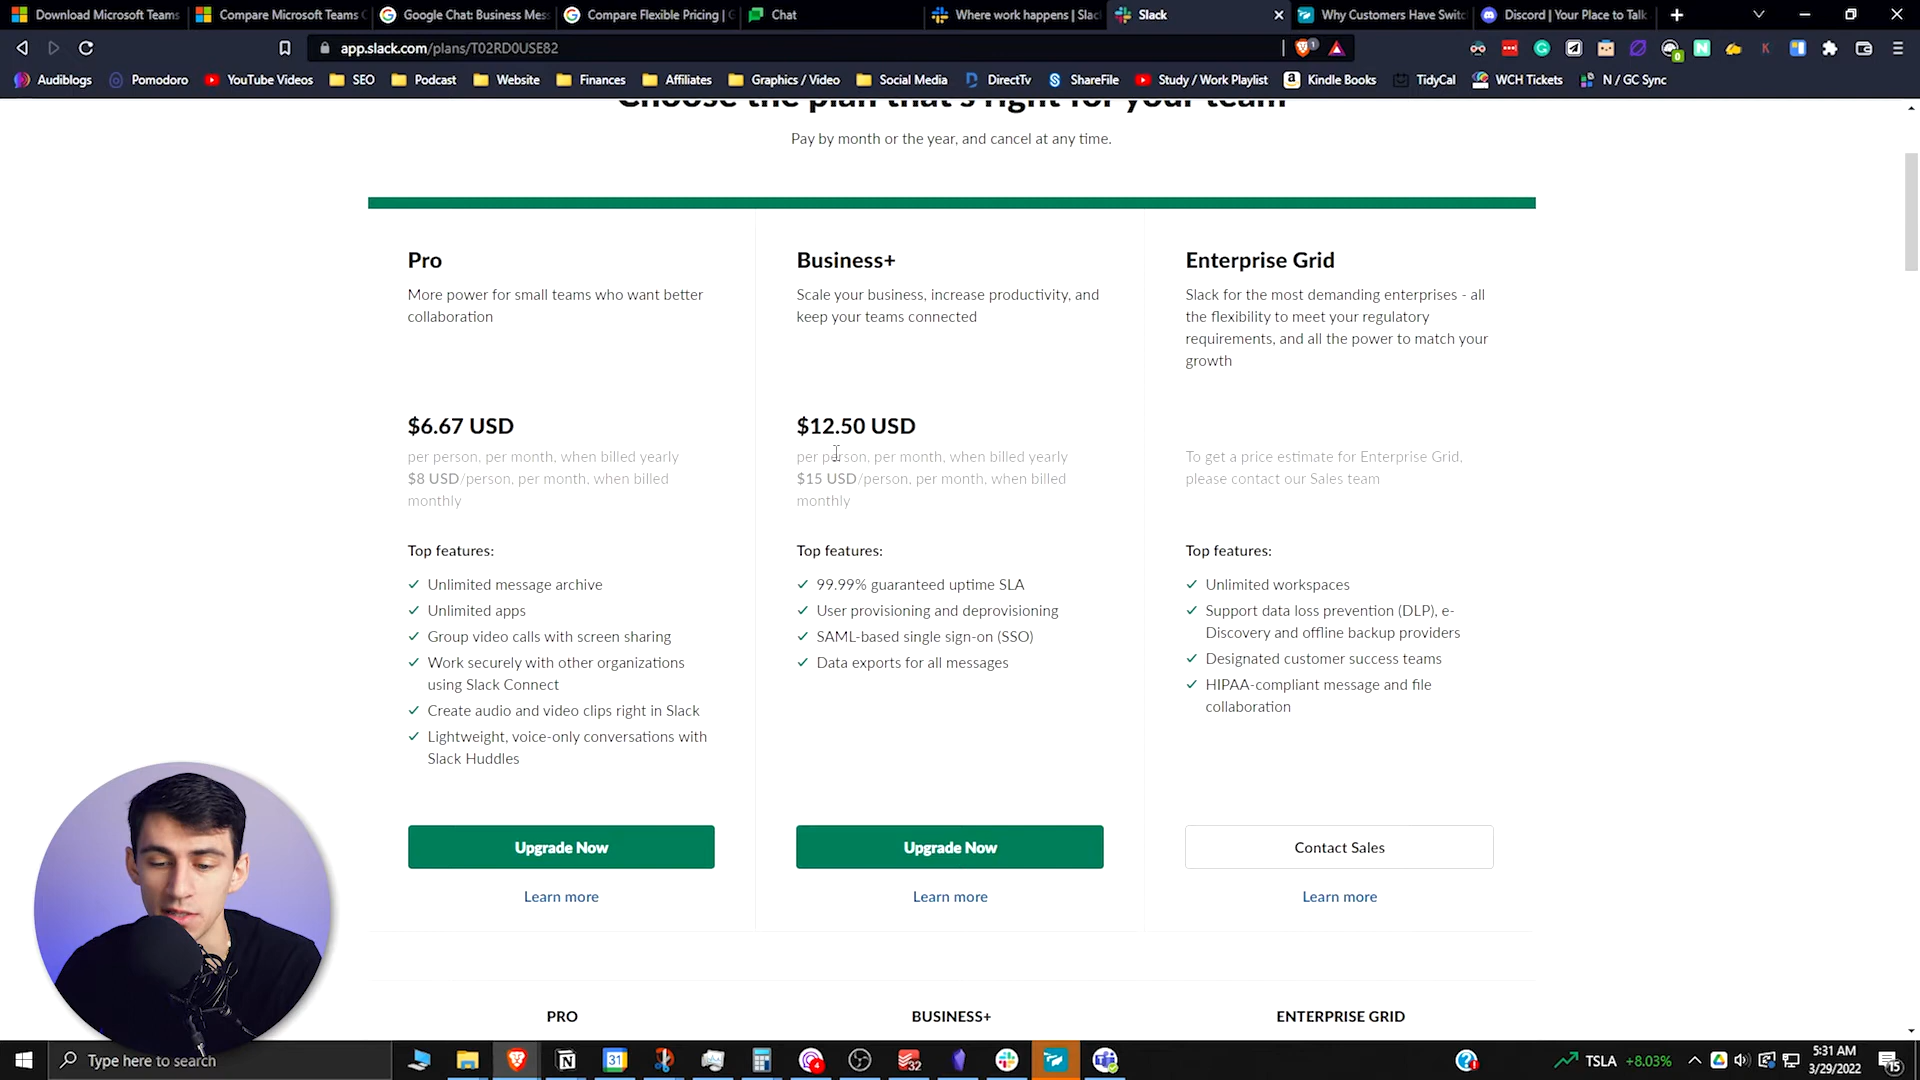 Download Microsoft Teams
Compare Microsoft Teams
Google Chat: Business Mes
Compare Flexible Pricing | G
Chat
Where work happens | Slac
Slack
Why Customers Have Switc
Discord | Your Place to Talk
app.slack.com/plans/T02RD0USE82
Audiblogs
Pomodoro
YouTube Videos
SEO
Podcast
Website
Finances
Affiliates
Graphics / Video
Social Media
DirectTv
ShareFile
Study / Work Playlist
Kindle Books
TidyCal
WCH Tickets
N / GC Sync
Choose the plan that's right for your team
Pay by month or the year, and cancel at any time.
Pro
More power for small teams who want better
collaboration
$6.67 USD
per person, per month, when billed yearly
$8 USD/person, per month, when billed
monthly
Top features:
Unlimited message archive
Unlimited apps
Group video calls with screen sharing
Work securely with other organizations
using Slack Connect
Create audio and video clips right in Slack
Lightweight, voice-only conversations with
Slack Huddles
Upgrade Now
Learn more
Business+
Scale your business, increase productivity, and
keep your teams connected
$12.50 USD
per person, per month, when billed yearly
$15 USD/person, per month, when billed
monthly
Top features:
99.99% guaranteed uptime SLA
User provisioning and deprovisioning
SAML-based single sign-on (SSO)
Data exports for all messages
Upgrade Now
Learn more
Enterprise Grid
Slack for the most demanding enterprises - all
the flexibility to meet your regulatory
requirements, and all the power to match your
growth
To get a price estimate for Enterprise Grid,
please contact our Sales team
Top features:
Unlimited workspaces
Support data loss prevention (DLP), e-
Discovery and offline backup providers
Designated customer success teams
HIPAA-compliant message and file
collaboration
Contact Sales
Learn more
PRO
BUSINESS+
ENTERPRISE GRID
Type here to search
31
4
32
TSLA +8.03%
5:31 AM
3/29/2022
15